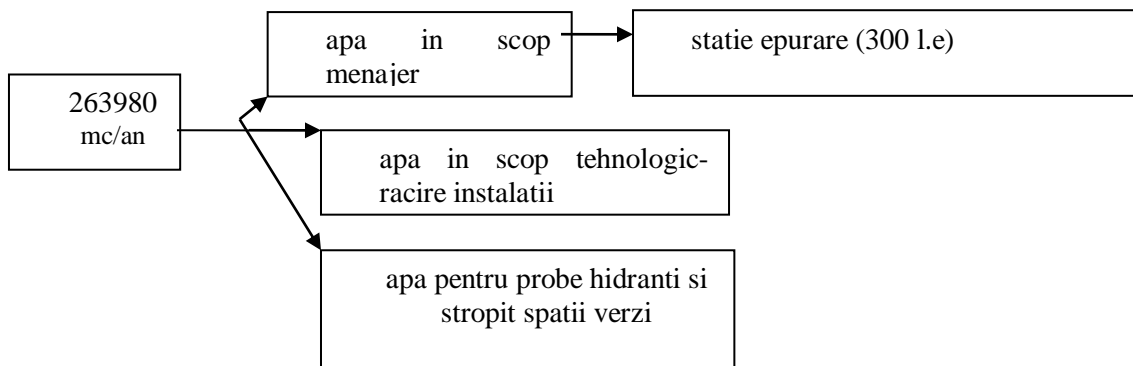 apa in scop
menajer
statie epurare (300 l.e)
263980
mc/an
apa in scop tehnologic-
racire instalatii
apa pentru probe hidranti si
stropit spatii verzi